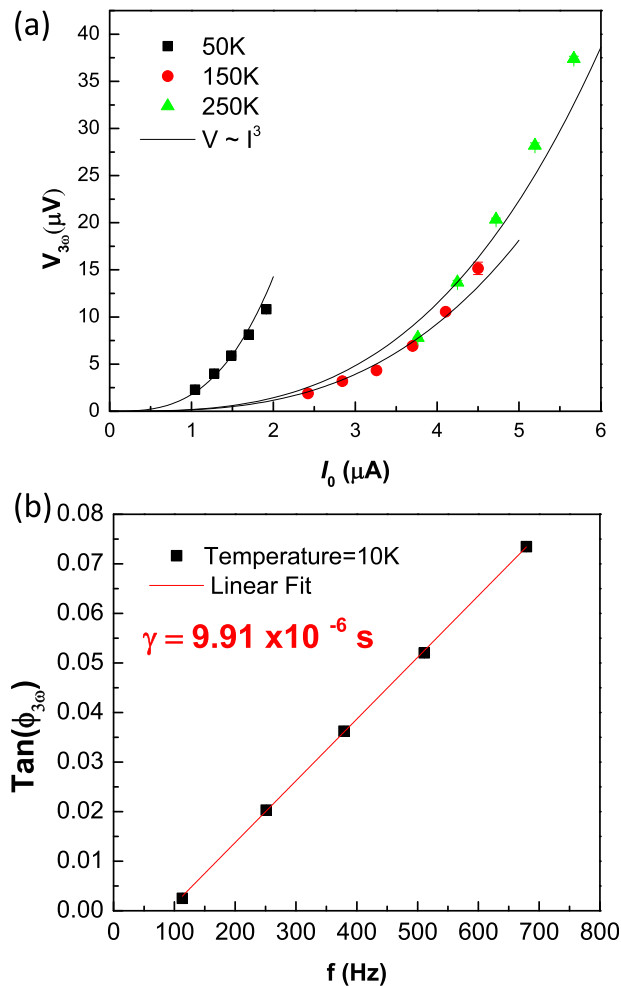 (a)
50K
150K
250K
V ~ I³
40
35
30
25
20
15
10
5
0
V₃ω(μV)
0 1 2 3 4 5 6
I₀ (μA)
(b)
0.08
0.07
0.06
0.05
0.04
0.03
0.02
0.01
0.00
Temperature=10K
Linear Fit
γ = 9.91 x10 ⁻⁶ s
Tan(ϕ₃ω)
0 100 200 300 400 500 600 700 800
f (Hz)